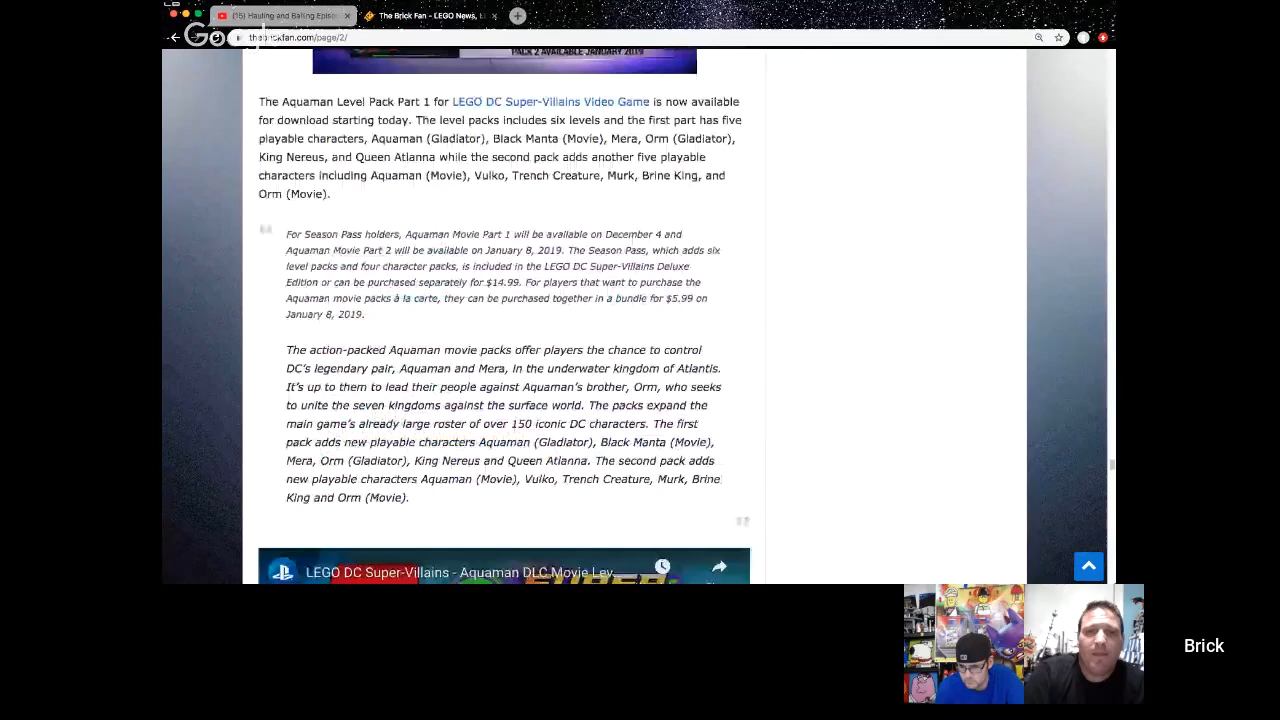 (15) Hauling and Balling Episo
The Brick Fan - LEGO News, L
Google
thebrickfan.com/page/2/
PACK 2 AVAILABLE JANUARY 2019
The Aquaman Level Pack Part 1 for LEGO DC Super-Villains Video Game is now available
for download starting today. The level packs includes six levels and the first part has five
playable characters, Aquaman (Gladiator), Black Manta (Movie), Mera, Orm (Gladiator),
King Nereus, and Queen Atlanna while the second pack adds another five playable
characters including Aquaman (Movie), Vulko, Trench Creature, Murk, Brine King, and
Orm (Movie).
For Season Pass holders, Aquaman Movie Part 1 will be available on December 4 and
Aquaman Movie Part 2 will be available on January 8, 2019. The Season Pass, which adds six
level packs and four character packs, is included in the LEGO DC Super-Villains Deluxe
Edition or can be purchased separately for $14.99. For players that want to purchase the
Aquaman movie packs à la carte, they can be purchased together in a bundle for $5.99 on
January 8, 2019.
The action-packed Aquaman movie packs offer players the chance to control
DC's legendary pair, Aquaman and Mera, in the underwater kingdom of Atlantis.
It's up to them to lead their people against Aquaman's brother, Orm, who seeks
to unite the seven kingdoms against the surface world. The packs expand the
main game's already large roster of over 150 iconic DC characters. The first
pack adds new playable characters Aquaman (Gladiator), Black Manta (Movie),
Mera, Orm (Gladiator), King Nereus and Queen Atlanna. The second pack adds
new playable characters Aquaman (Movie), Vulko, Trench Creature, Murk, Brine
King and Orm (Movie).
LEGO DC Super-Villains - Aquaman DLC Movie Lev...
Brick